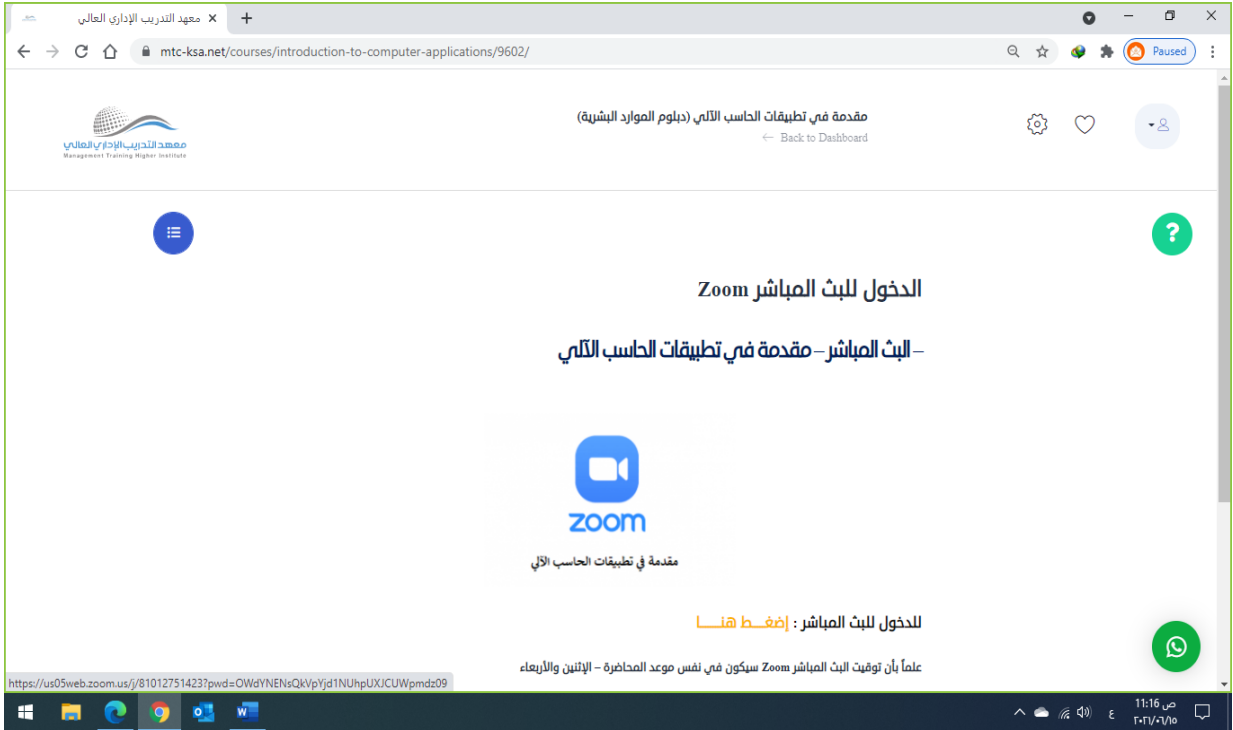 معهد التدريب الإداري العالي
mtc-ksa.net/courses/introduction-to-computer-applications/9602/
Paused
معهد التدريب الإداري العالي
Management Training Higher Institute
مقدمة في تطبيقات الحاسب الآلي (دبلوم الموارد البشرية)
← Back to Dashboard
?
الدخول للبث المباشر Zoom
– البث المباشر – مقدمة في تطبيقات الحاسب الآلي
zoom
مقدمة في تطبيقات الحاسب الآلي
للدخول للبث المباشر : إضغـــط هنـــــا
علماً بأن توقيت البث المباشر Zoom سيكون في نفس موعد المحاضرة – الإثنين والأربعاء
https://us05web.zoom.us/j/81012751423?pwd=OWdYNENsQkVpYjd1NUhpUXJCUWpmdz09
ع
11:16 ص
٢٠٢١/٠٦/١٥